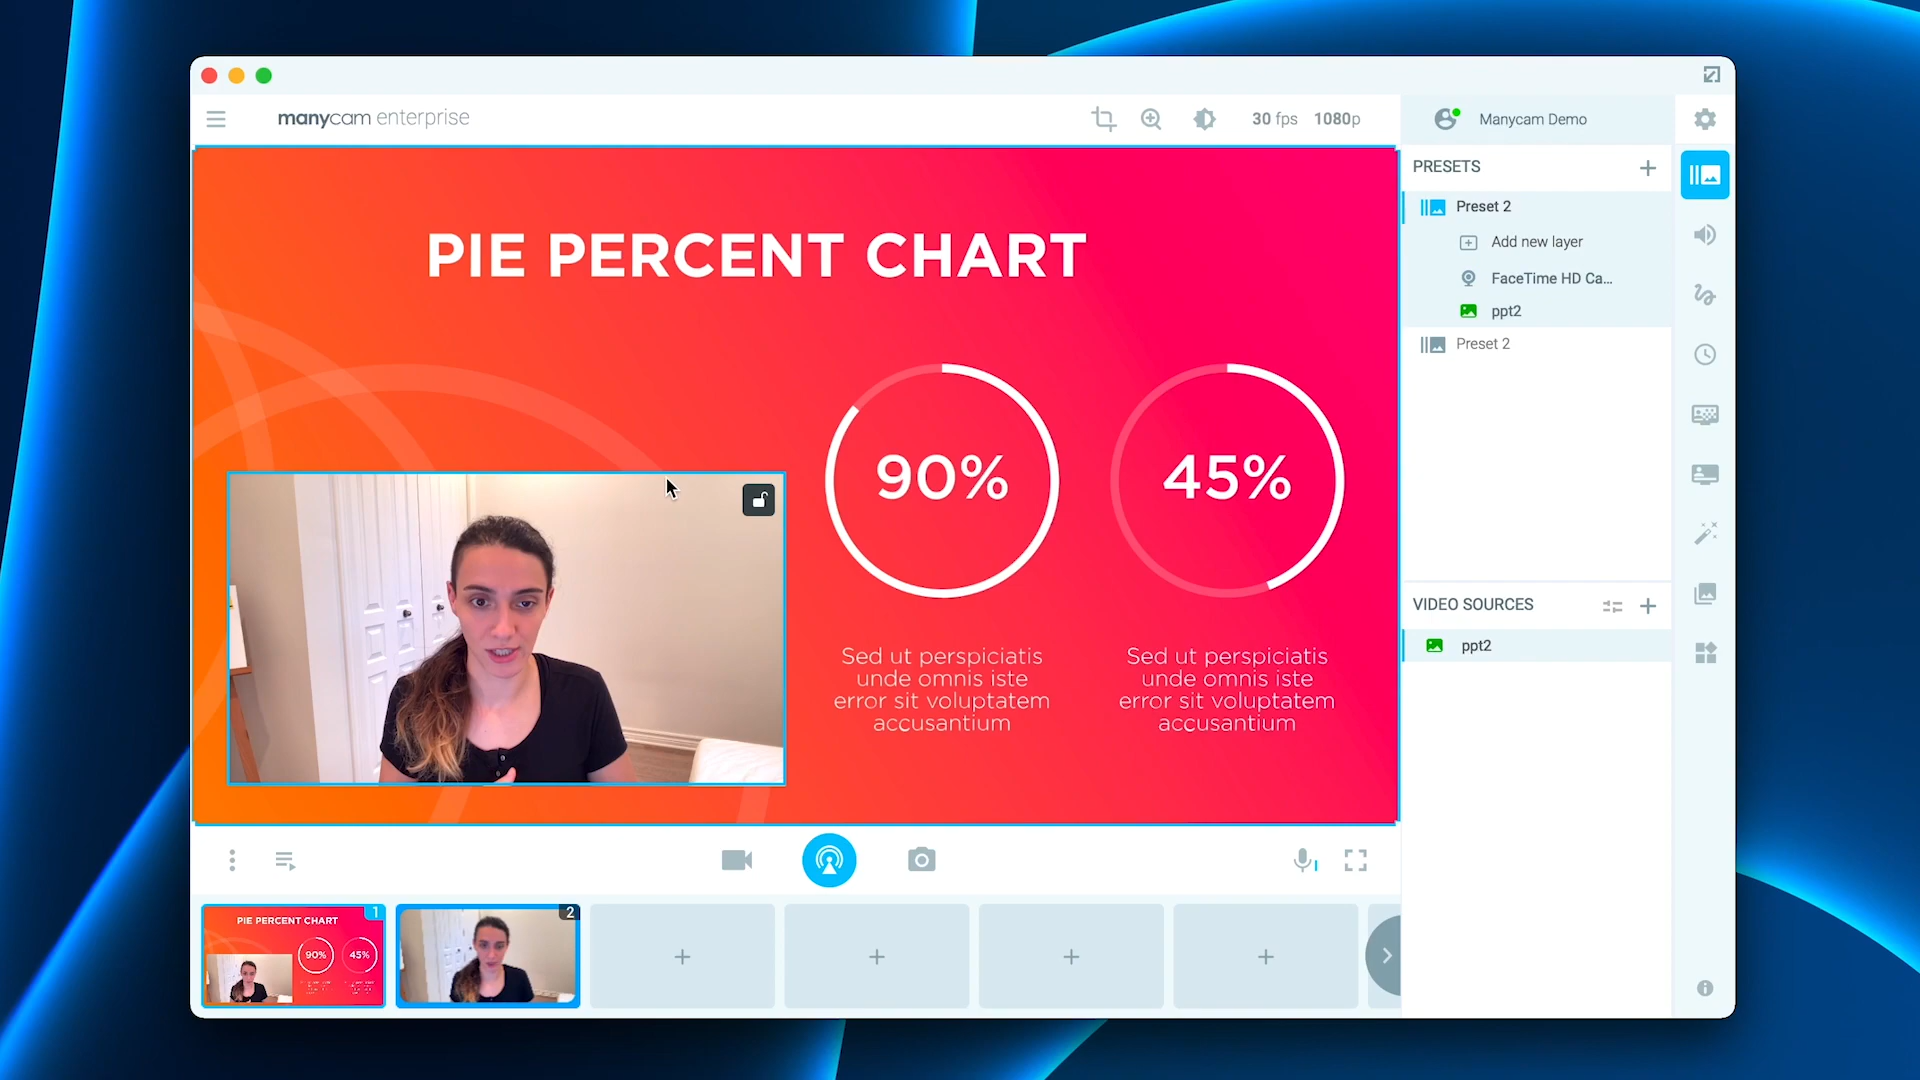 manycam enterprise
30 fps 1080p
Manycam Demo
PIE PERCENT CHART
90%
45%
Sed ut perspiciatis
unde omnis iste
error sit voluptatem
accusantium
Sed ut perspiciatis
unde omnis iste
error sit voluptatem
accusantium
PRESETS
Preset 2
Add new layer
FaceTime HD Ca...
ppt2
Preset 2
VIDEO SOURCES
ppt2
1
PIE PERCENT CHART
90%
45%
2